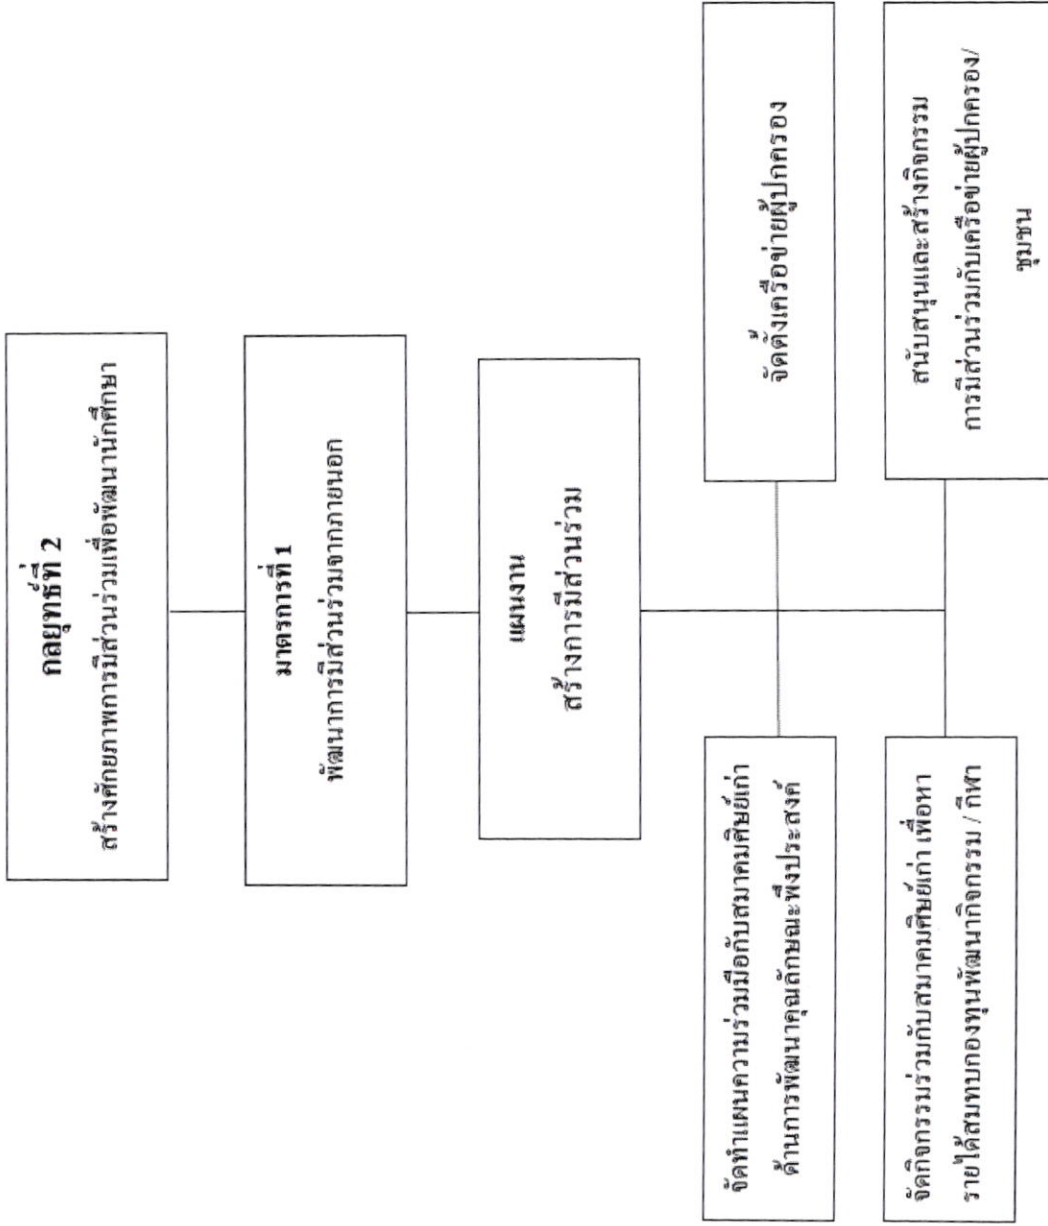 กลยุทธ์ที่ 2
สร้างศักยภาพการมีส่วนร่วมเพื่อพัฒนานักศึกษา
มาตรการที่ 1
พัฒนาการมีส่วนร่วมจากภายนอก
แผนงาน
สร้างการมีส่วนร่วม
จัดทำแผนความร่วมมือกับสมาคมศิษย์เก่า
ด้านการพัฒนาคุณลักษณะพึงประสงค์
จัดตั้งเครือข่ายผู้ปกครอง
จัดกิจกรรมร่วมกับสมาคมศิษย์เก่า เพื่อหา
รายได้สมทบกองทุนพัฒนากิจกรรม / กีฬา
สนับสนุนและสร้างกิจกรรม
การมีส่วนร่วมกับเครือข่ายผู้ปกครอง/
ชุมชน